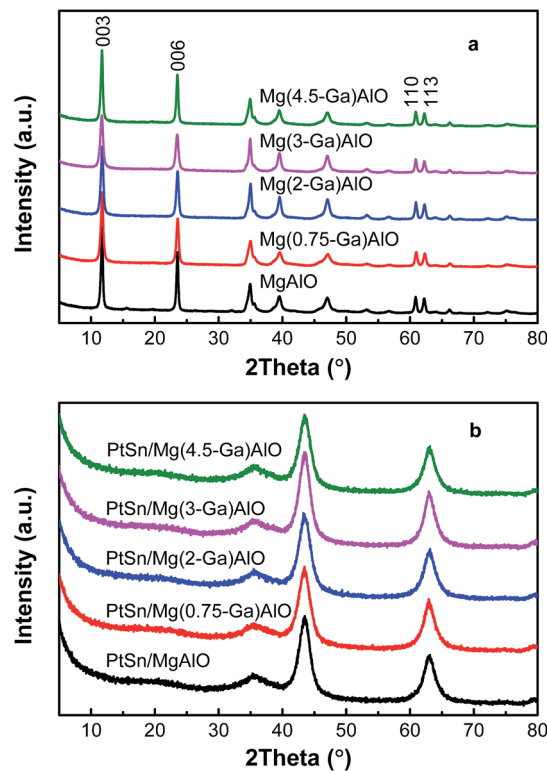 a
003
006
110
113
Mg(4.5-Ga)AlO
Mg(3-Ga)AlO
Mg(2-Ga)AlO
Mg(0.75-Ga)AlO
MgAlO
Intensity (a.u.)
10 20 30 40 50 60 70 80
2Theta (°)
b
PtSn/Mg(4.5-Ga)AlO
PtSn/Mg(3-Ga)AlO
PtSn/Mg(2-Ga)AlO
PtSn/Mg(0.75-Ga)AlO
PtSn/MgAlO
Intensity (a.u.)
10 20 30 40 50 60 70 80
2Theta (°)